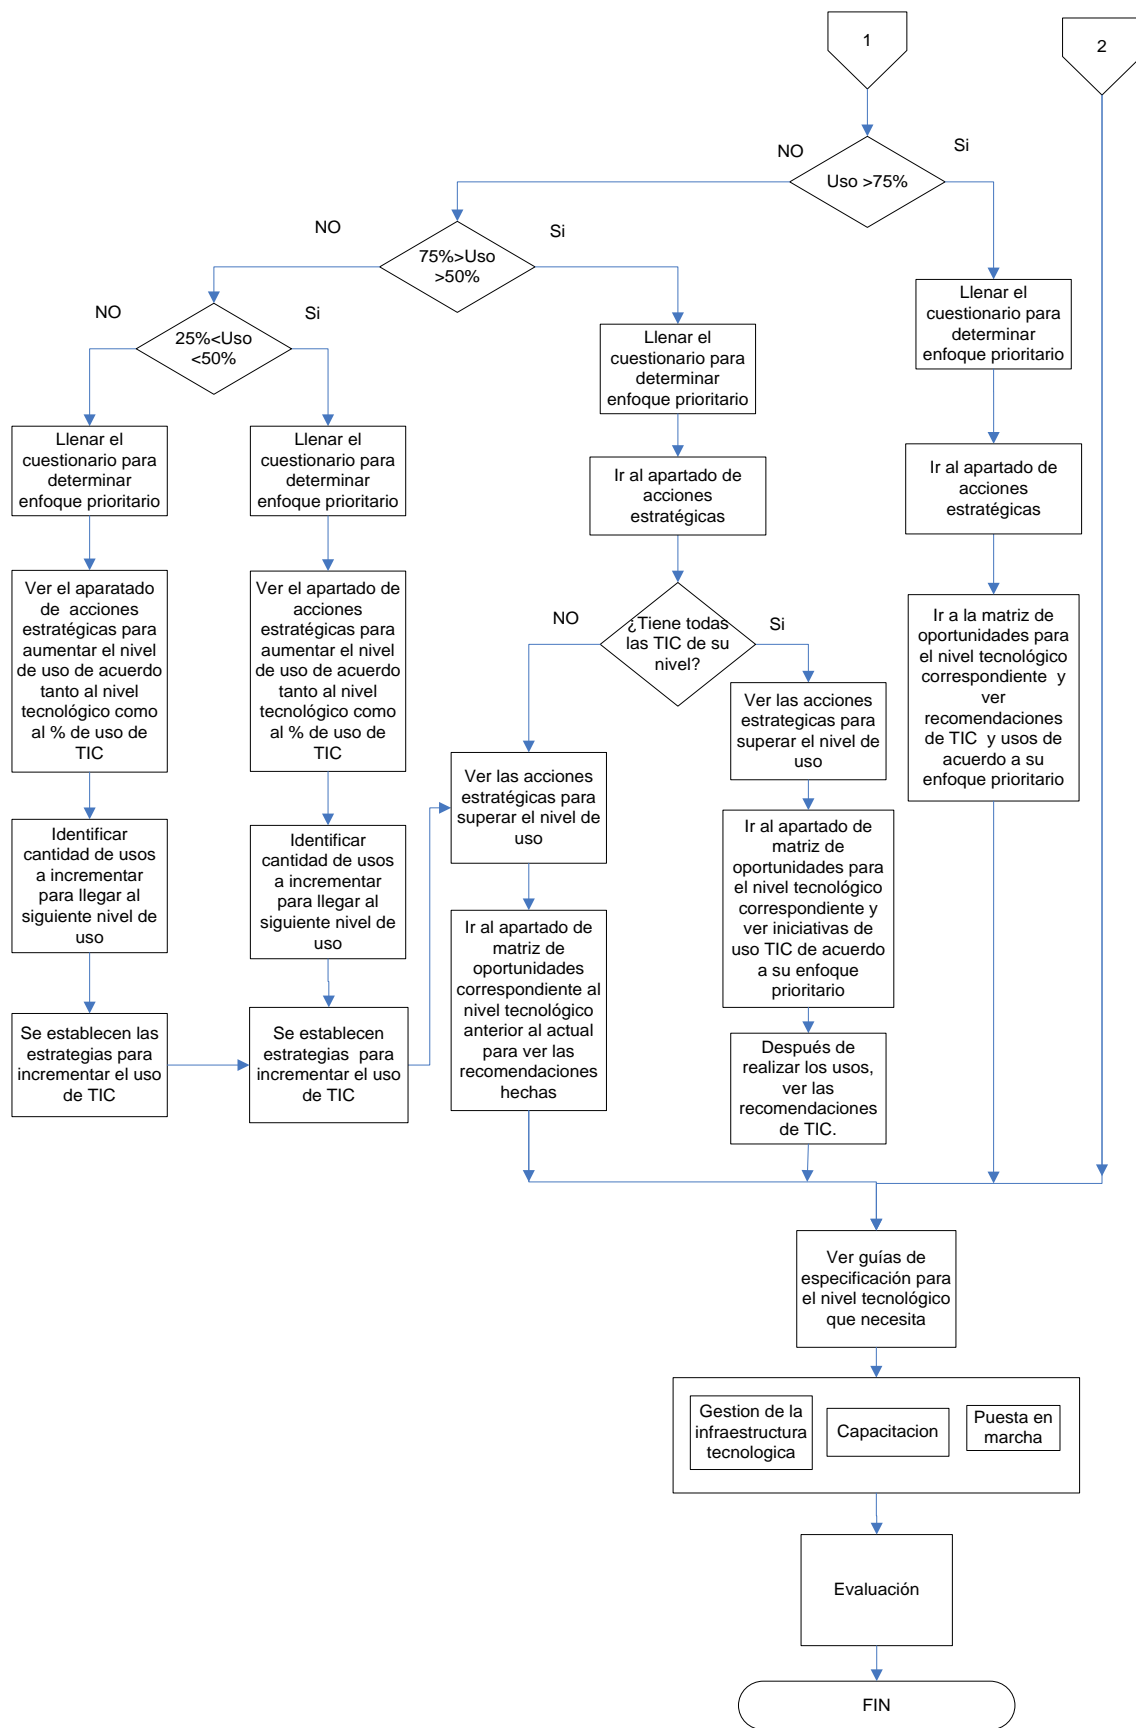 1
2
NO
Si
Uso >75%
NO
Si
75%>Uso
>50%
NO
Si
25%<Uso
<50%
Llenar el
cuestionario para
determinar
enfoque prioritario
Llenar el
cuestionario para
determinar
enfoque prioritario
Llenar el
cuestionario para
determinar
enfoque prioritario
Llenar el
cuestionario para
determinar
enfoque prioritario
Ir al apartado de
acciones
estratégicas
Ir al apartado de
acciones
estratégicas
Ver el aparatado
de acciones
estratégicas para
aumentar el nivel
de uso de acuerdo
tanto al nivel
tecnológico como
al % de uso de
TIC
Ver el apartado de
acciones
estratégicas para
aumentar el nivel
de uso de acuerdo
tanto al nivel
tecnológico como
al % de uso de
TIC
NO
Si
¿Tiene todas
las TIC de su
nivel?
Ir a la matriz de
oportunidades para
el nivel tecnológico
correspondiente y
ver
recomendaciones
de TIC y usos de
acuerdo a su
enfoque prioritario
Ver las acciones
estrategicas para
superar el nivel de
uso
Ver las acciones
estratégicas para
superar el nivel de
uso
Identificar
cantidad de usos
a incrementar
para llegar al
siguiente nivel de
uso
Identificar
cantidad de usos
a incrementar
para llegar al
siguiente nivel de
uso
Ir al apartado de
matriz de
oportunidades para
el nivel tecnológico
correspondiente y
ver iniciativas de
uso TIC de acuerdo
a su enfoque
prioritario
Ir al apartado de
matriz de
oportunidades
correspondiente al
nivel tecnológico
anterior al actual
para ver las
recomendaciones
hechas
Se establecen las
estrategias para
incrementar el uso
de TIC
Se establecen
estrategias para
incrementar el uso
de TIC
Después de
realizar los usos,
ver las
recomendaciones
de TIC.
Ver guías de
especificación para
el nivel tecnológico
que necesita
Gestion de la
infraestructura
tecnologica
Capacitacion
Puesta en
marcha
Evaluación
FIN